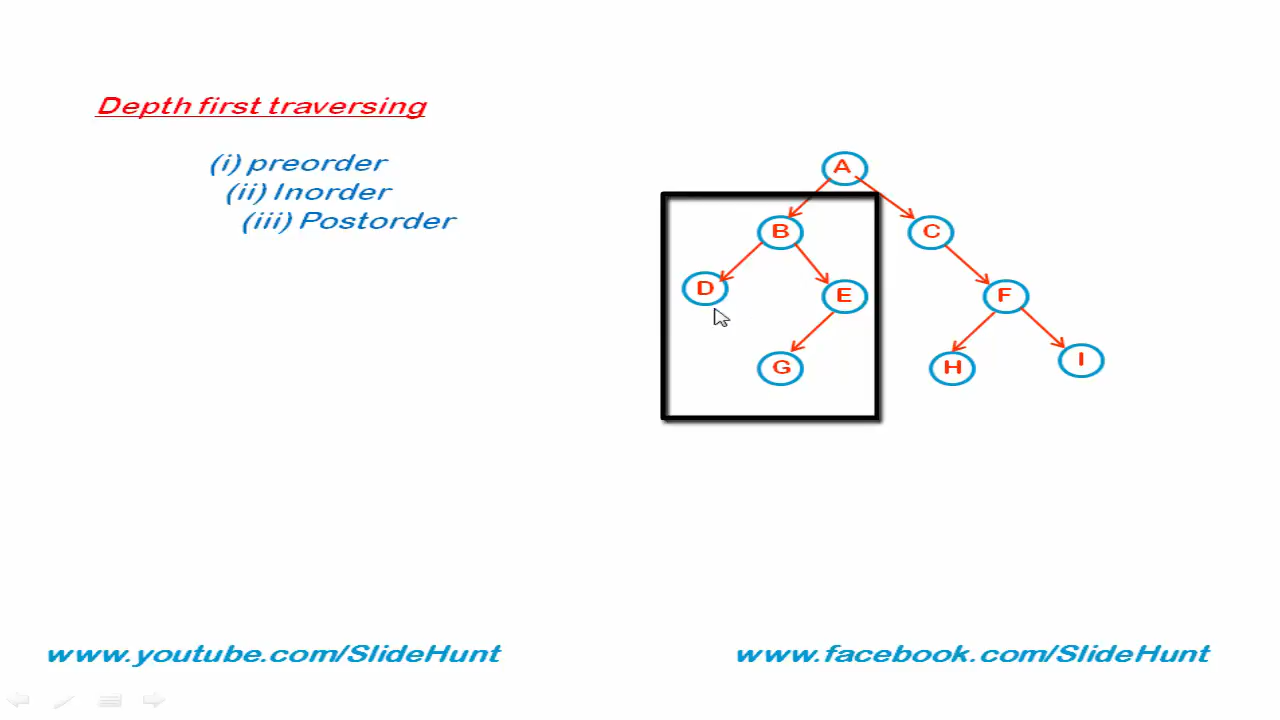 Depth first traversing
(i) preorder
(ii) Inorder
(iii) Postorder
A
B
C
D
E
F
G
H
I
www.youtube.com/SlideHunt
www.facebook.com/SlideHunt